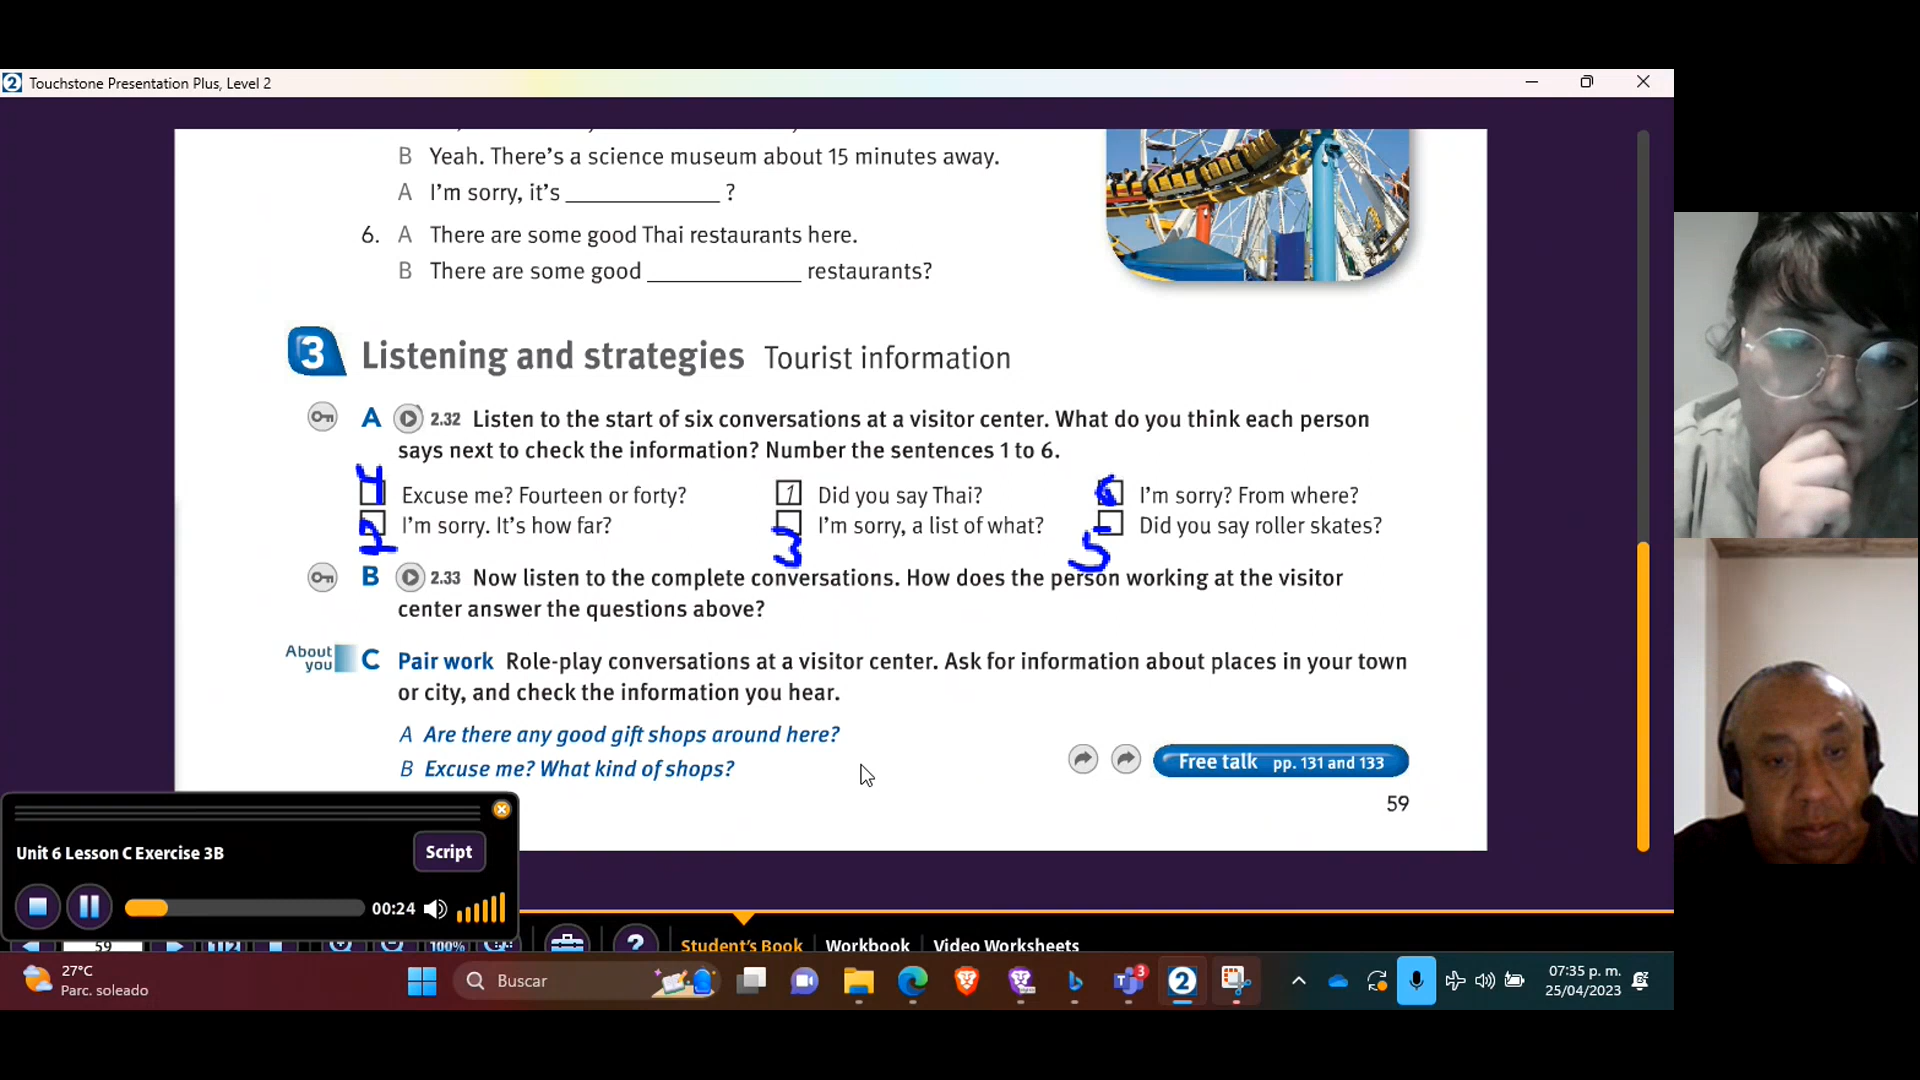 Touchstone Presentation Plus, Level 2
B Yeah. There's a science museum about 15 minutes away.
A I'm sorry, it's ____________ ?
6. A There are some good Thai restaurants here.
B There are some good ____________ restaurants?
3 Listening and strategies Tourist information
A 2.32 Listen to the start of six conversations at a visitor center. What do you think each person
says next to check the information? Number the sentences 1 to 6.
4 Excuse me? Fourteen or forty? 1 Did you say Thai? 6 I'm sorry? From where?
2 I'm sorry. It's how far? 3 I'm sorry, a list of what? 5 Did you say roller skates?
B 2.33 Now listen to the complete conversations. How does the person working at the visitor
center answer the questions above?
About you C Pair work Role-play conversations at a visitor center. Ask for information about places in your town
or city, and check the information you hear.
A Are there any good gift shops around here?
B Excuse me? What kind of shops?
Free talk pp. 131 and 133
59
Unit 6 Lesson C Exercise 3B
Script
00:24
59 1|2 100% ? Student's Book Workbook Video Worksheets
27°C
Parc. soleado
Buscar
3
2
07:35 p. m.
25/04/2023